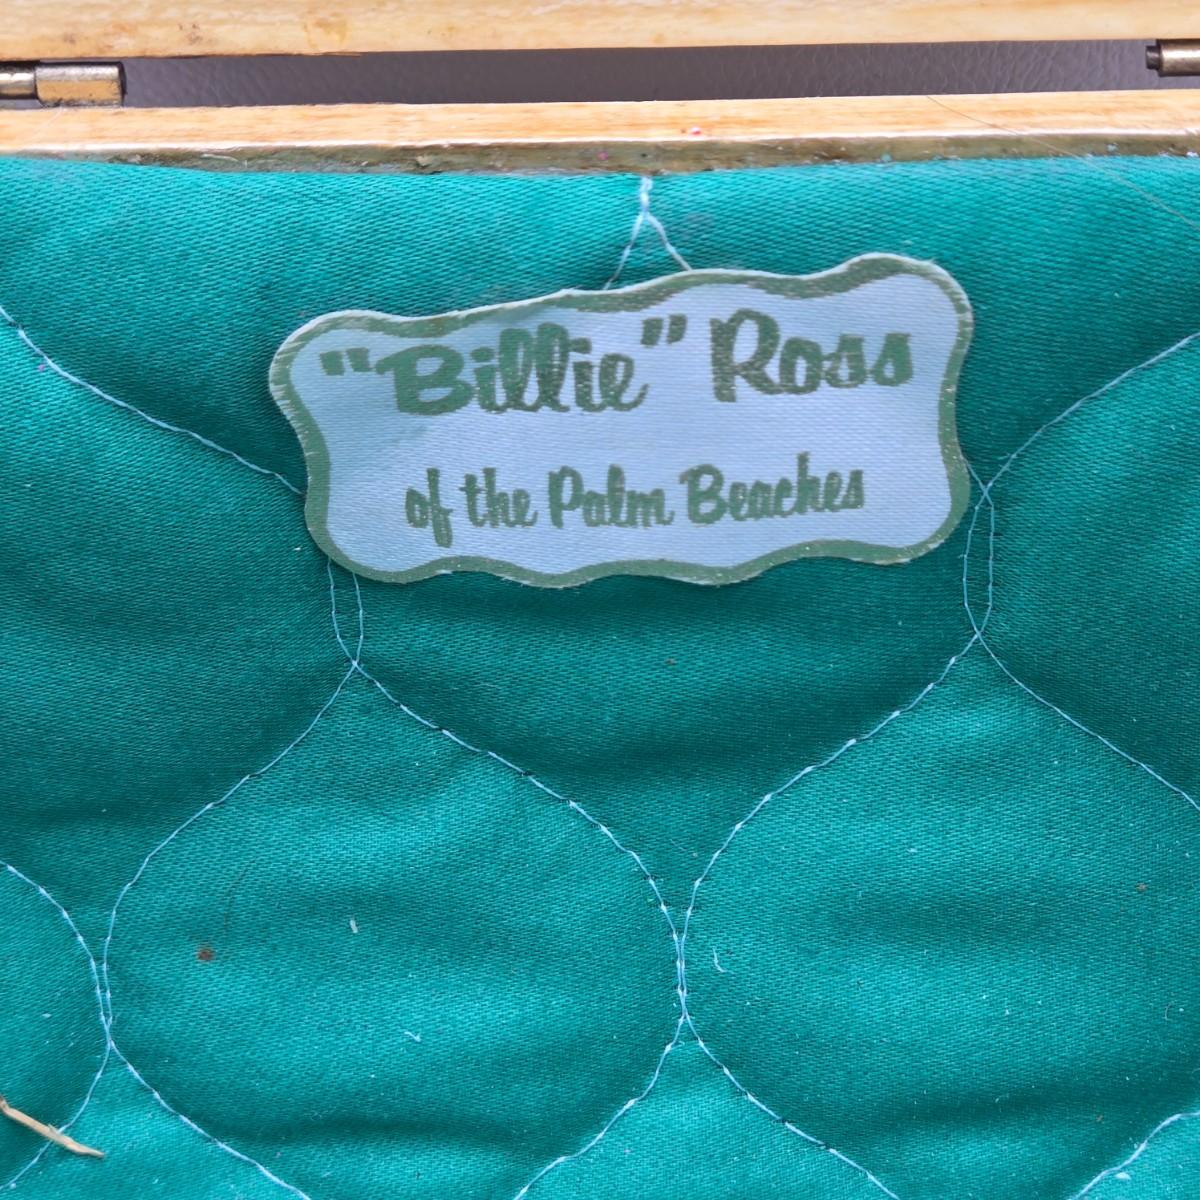 "Billie" Ross
of the Palm Beaches